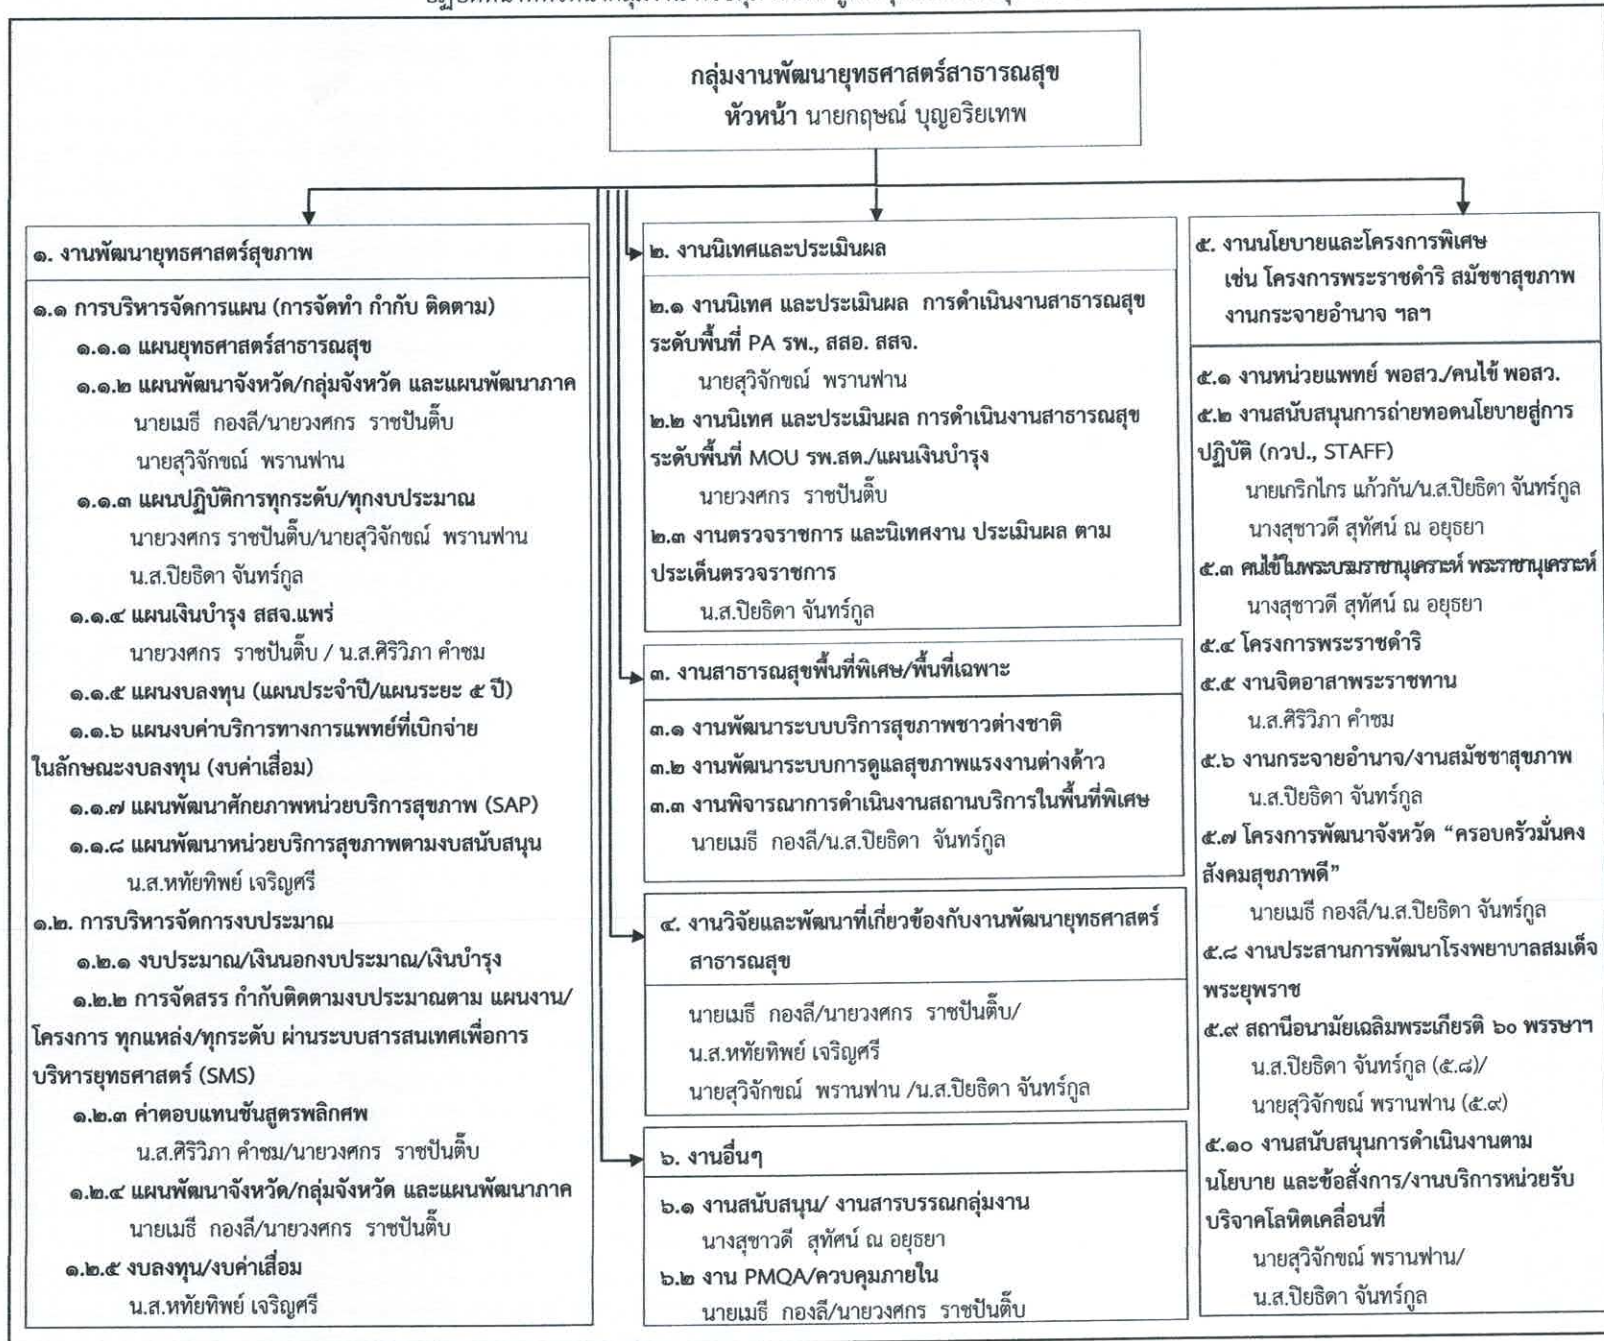 กลุ่มงานพัฒนายุทธศาสตร์สาธารณสุข
หัวหน้า นายกฤษณ์ บุญอริยเทพ
๑. งานพัฒนายุทธศาสตร์สุขภาพ
๑.๑ การบริหารจัดการแผน (การจัดทำ กำกับ ติดตาม)
๑.๑.๑ แผนยุทธศาสตร์สาธารณสุข
๑.๑.๒ แผนพัฒนาจังหวัด/กลุ่มจังหวัด และแผนพัฒนาภาค
นายเมธี กองลี/นายวงศกร ราชปันติ๊บ
นายสุวิจักขณ์ พรานฟาน
๑.๑.๓ แผนปฏิบัติการทุกระดับ/ทุกงบประมาณ
นายวงศกร ราชปันติ๊บ/นายสุวิจักขณ์ พรานฟาน
น.ส.ปิยธิดา จันทร์กูล
๑.๑.๔ แผนเงินบำรุง สสจ.แพร่
นายวงศกร ราชปันติ๊บ / น.ส.ศิริวิภา คำชม
๑.๑.๕ แผนงบลงทุน (แผนประจำปี/แผนระยะ ๕ ปี)
๑.๑.๖ แผนงบค่าบริการทางการแพทย์ที่เบิกจ่าย
ในลักษณะงบลงทุน (งบค่าเสื่อม)
๑.๑.๗ แผนพัฒนาศักยภาพหน่วยบริการสุขภาพ (SAP)
๑.๑.๘ แผนพัฒนาหน่วยบริการสุขภาพตามงบสนับสนุน
น.ส.หทัยทิพย์ เจริญศรี
๑.๒. การบริหารจัดการงบประมาณ
๑.๒.๑ งบประมาณ/เงินนอกงบประมาณ/เงินบำรุง
๑.๒.๒ การจัดสรร กำกับติดตามงบประมาณตาม แผนงาน/
โครงการ ทุกแหล่ง/ทุกระดับ ผ่านระบบสารสนเทศเพื่อการ
บริหารยุทธศาสตร์ (SMS)
๑.๒.๓ ค่าตอบแทนชันสูตรพลิกศพ
น.ส.ศิริวิภา คำชม/นายวงศกร ราชปันติ๊บ
๑.๒.๔ แผนพัฒนาจังหวัด/กลุ่มจังหวัด และแผนพัฒนาภาค
นายเมธี กองลี/นายวงศกร ราชปันติ๊บ
๑.๒.๕ งบลงทุน/งบค่าเสื่อม
น.ส.หทัยทิพย์ เจริญศรี
๒. งานนิเทศและประเมินผล
๒.๑ งานนิเทศ และประเมินผล การดำเนินงานสาธารณสุข
ระดับพื้นที่ PA รพ., สสอ. สสจ.
นายสุวิจักขณ์ พรานฟาน
๒.๒ งานนิเทศ และประเมินผล การดำเนินงานสาธารณสุข
ระดับพื้นที่ MOU รพ.สต./แผนเงินบำรุง
นายวงศกร ราชปันติ๊บ
๒.๓ งานตรวจราชการ และนิเทศงาน ประเมินผล ตาม
ประเด็นตรวจราชการ
น.ส.ปิยธิดา จันทร์กูล
๓. งานสาธารณสุขพื้นที่พิเศษ/พื้นที่เฉพาะ
๓.๑ งานพัฒนาระบบบริการสุขภาพชาวต่างชาติ
๓.๒ งานพัฒนาระบบการดูแลสุขภาพแรงงานต่างด้าว
๓.๓ งานพิจารณาการดำเนินงานสถานบริการในพื้นที่พิเศษ
นายเมธี กองลี/น.ส.ปิยธิดา จันทร์กูล
๔. งานวิจัยและพัฒนาที่เกี่ยวข้องกับงานพัฒนายุทธศาสตร์
สาธารณสุข
นายเมธี กองลี/นายวงศกร ราชปันติ๊บ/
น.ส.หทัยทิพย์ เจริญศรี
นายสุวิจักขณ์ พรานฟาน /น.ส.ปิยธิดา จันทร์กูล
๖. งานอื่นๆ
๖.๑ งานสนับสนุน/ งานสารบรรณกลุ่มงาน
นางสุชาวดี สุทัศน์ ณ อยุธยา
๖.๒ งาน PMQA/ควบคุมภายใน
นายเมธี กองลี/นายวงศกร ราชปันติ๊บ
๕. งานนโยบายและโครงการพิเศษ
เช่น โครงการพระราชดำริ สมัชชาสุขภาพ
งานกระจายอำนาจ ฯลฯ
๕.๑ งานหน่วยแพทย์ พอสว./คนไข้ พอสว.
๕.๒ งานสนับสนุนการถ่ายทอดนโยบายสู่การ
ปฏิบัติ (กวป., STAFF)
นายเกริกไกร แก้วกัน/น.ส.ปิยธิดา จันทร์กูล
นางสุชาวดี สุทัศน์ ณ อยุธยา
๕.๓ คนไข้ในพระบรมราชานุเคราะห์ พระราชานุเคราะห์
นางสุชาวดี สุทัศน์ ณ อยุธยา
๕.๔ โครงการพระราชดำริ
๕.๕ งานจิตอาสาพระราชทาน
น.ส.ศิริวิภา คำชม
๕.๖ งานกระจายอำนาจ/งานสมัชชาสุขภาพ
น.ส.ปิยธิดา จันทร์กูล
๕.๗ โครงการพัฒนาจังหวัด “ครอบครัวมั่นคง
สังคมสุขภาพดี”
นายเมธี กองลี/น.ส.ปิยธิดา จันทร์กูล
๕.๘ งานประสานการพัฒนาโรงพยาบาลสมเด็จ
พระยุพราช
๕.๙ สถานีอนามัยเฉลิมพระเกียรติ ๖๐ พรรษาฯ
น.ส.ปิยธิดา จันทร์กูล (๕.๘)/
นายสุวิจักขณ์ พรานฟาน (๕.๙)
๕.๑๐ งานสนับสนุนการดำเนินงานตาม
นโยบาย และข้อสั่งการ/งานบริการหน่วยรับ
บริจาคโลหิตเคลื่อนที่
นายสุวิจักขณ์ พรานฟาน/
น.ส.ปิยธิดา จันทร์กูล